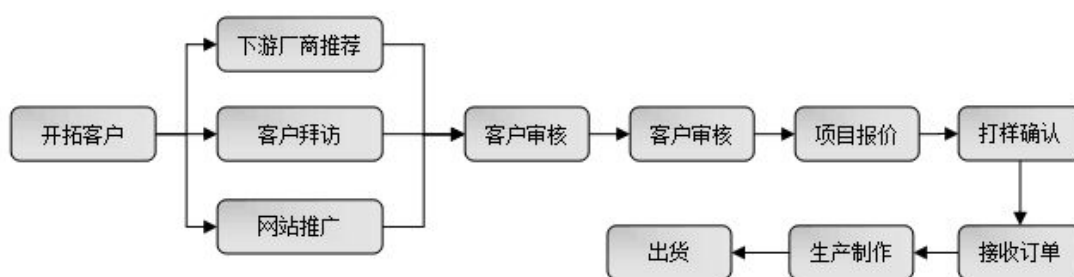 下游厂商推荐
开拓客户
客户拜访
客户审核
客户审核
项目报价
打样确认
网站推广
出货
生产制作
接收订单